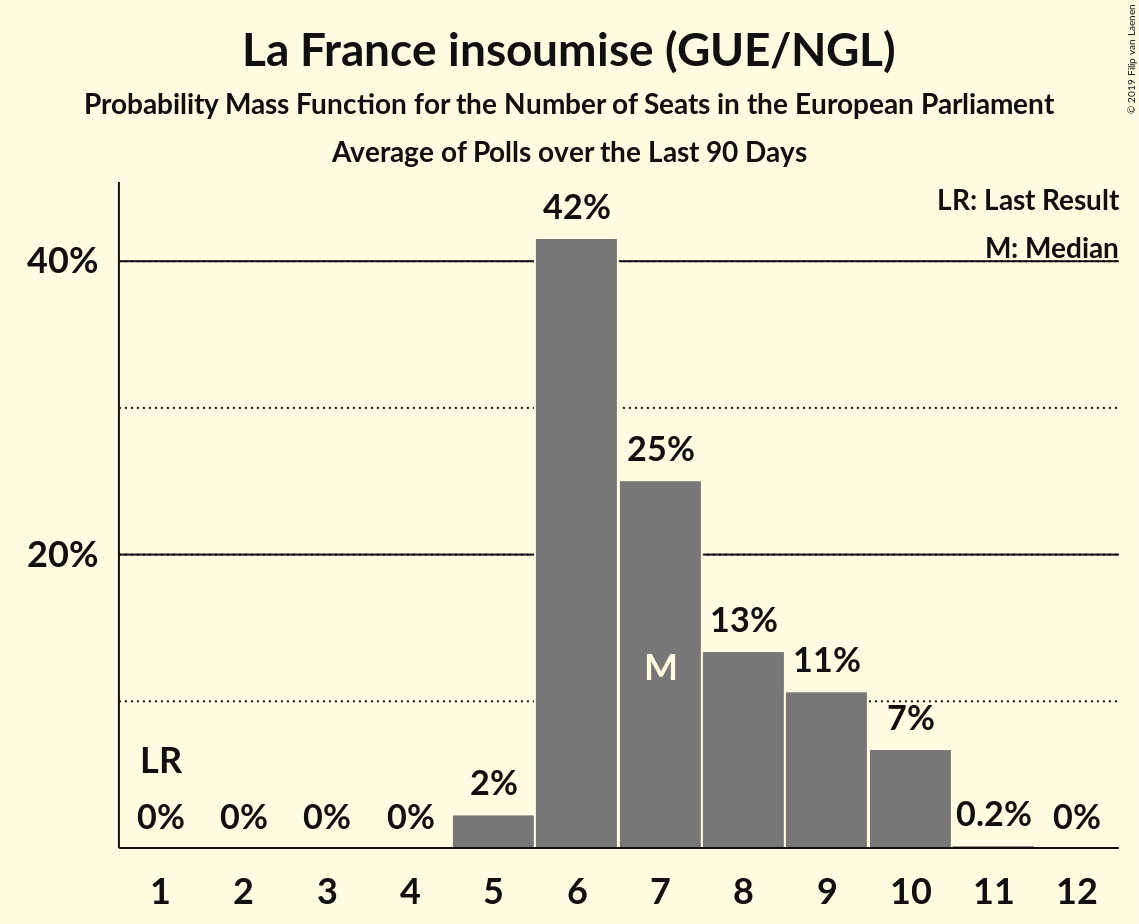 La France insoumise (GUE/NGL)
Probability Mass Function for the Number of Seats in the European Parliament
Average of Polls over the Last 90 Days
© 2019 Filip van Laenen
LR: Last Result
M: Median
40%
20%
42%
25%
M
13%
11%
7%
LR
0%
0%
0%
0%
2%
0.2%
0%
1 2 3 4 5 6 7 8 9 10 11 12